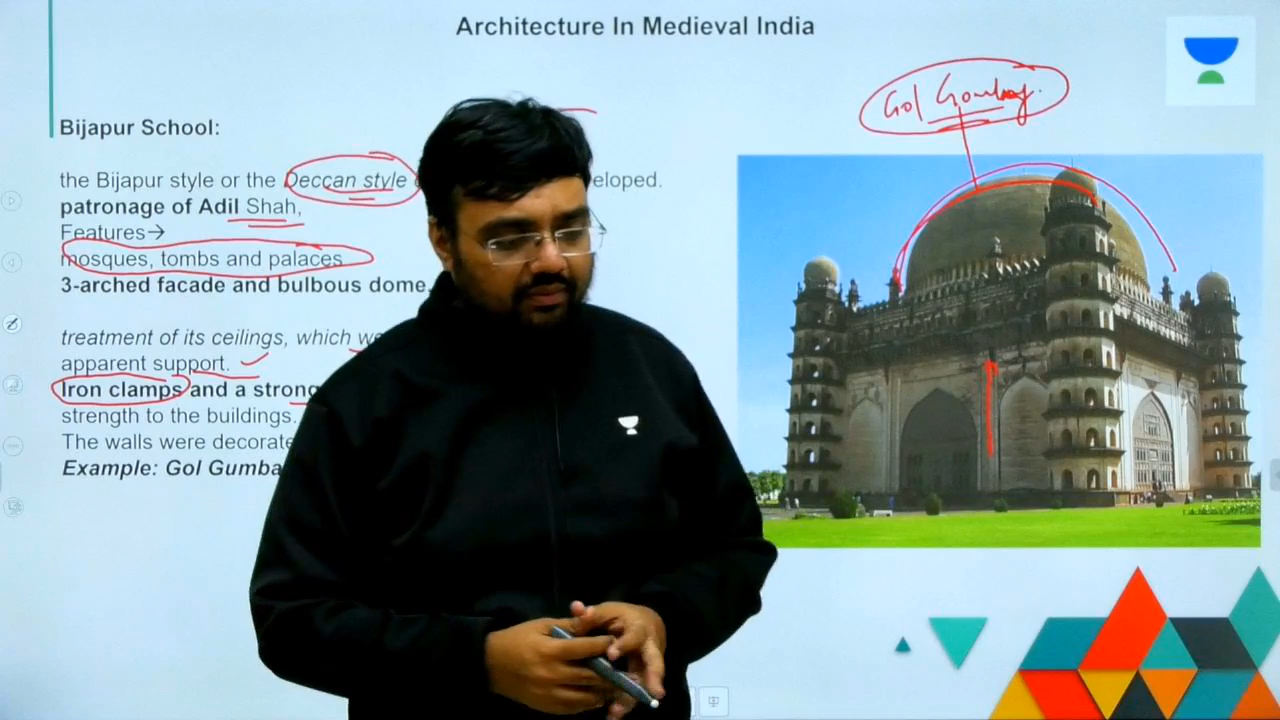 Architecture In Medieval India
Gol Gombaj.
Bijapur School:
the Bijapur style or the Deccan style eloped.
patronage of Adil Shah,
Features→
mosques, tombs and palaces
3-arched facade and bulbous dome.
treatment of its ceilings, which
apparent support.
Iron clamps and a strong
strength to the buildings.
The walls were decorate
Example: Gol Gumba